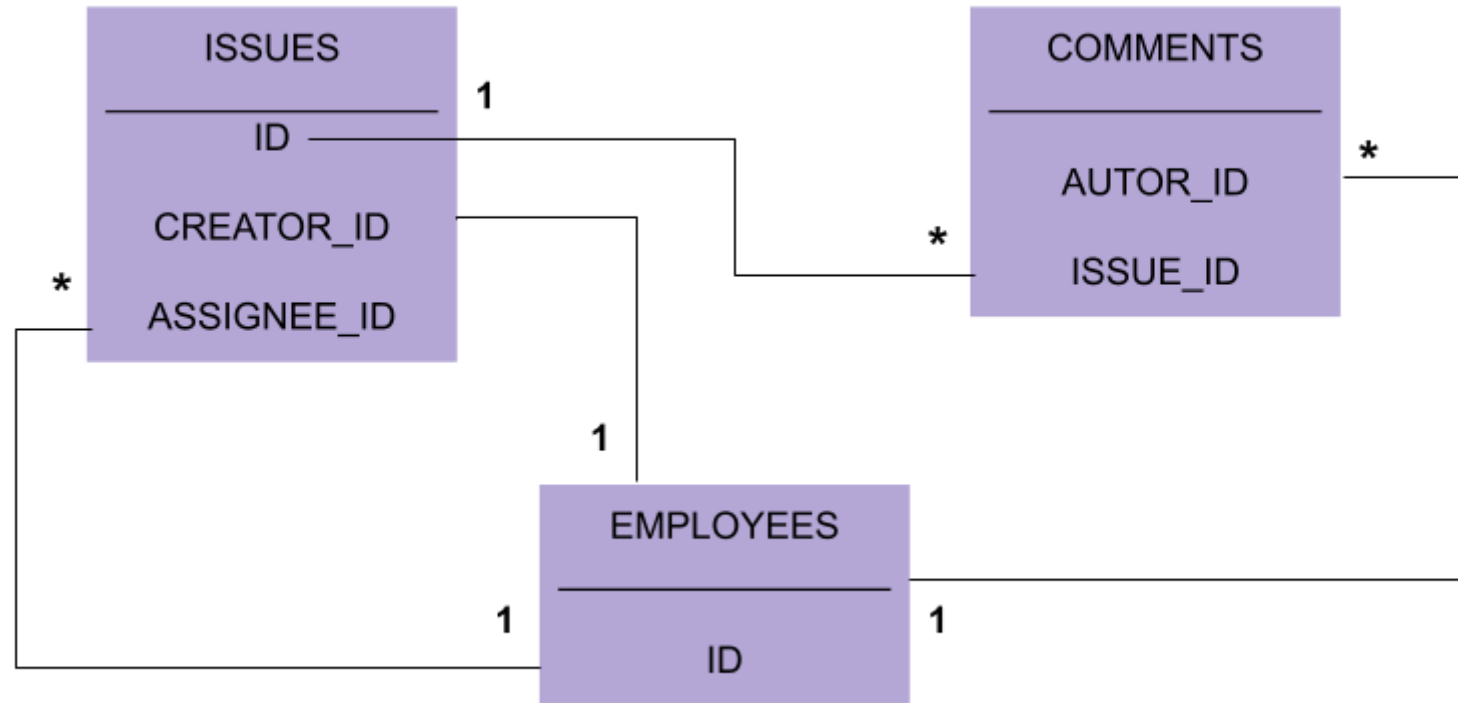 ISSUES
1
ID
CREATOR_ID
*
ASSIGNEE_ID
COMMENTS
*
AUTOR_ID
*
ISSUE_ID
1
EMPLOYEES
1
1
ID